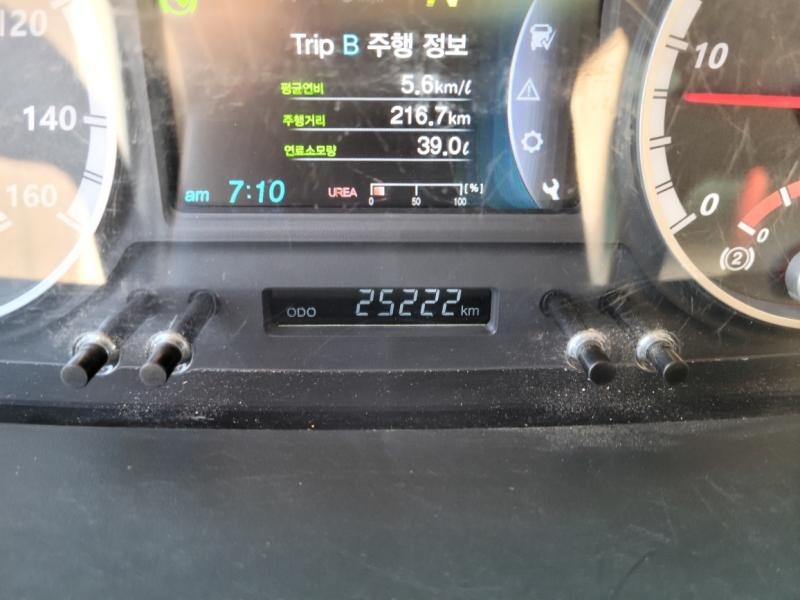 120
140
160
Trip B 주행 정보
평균연비 5.6km/ℓ
주행거리 216.7km
연료소모량 39.0ℓ
am 7:10 UREA [%]
0 50 100
10
0
0
(2)
ODO 25222 km